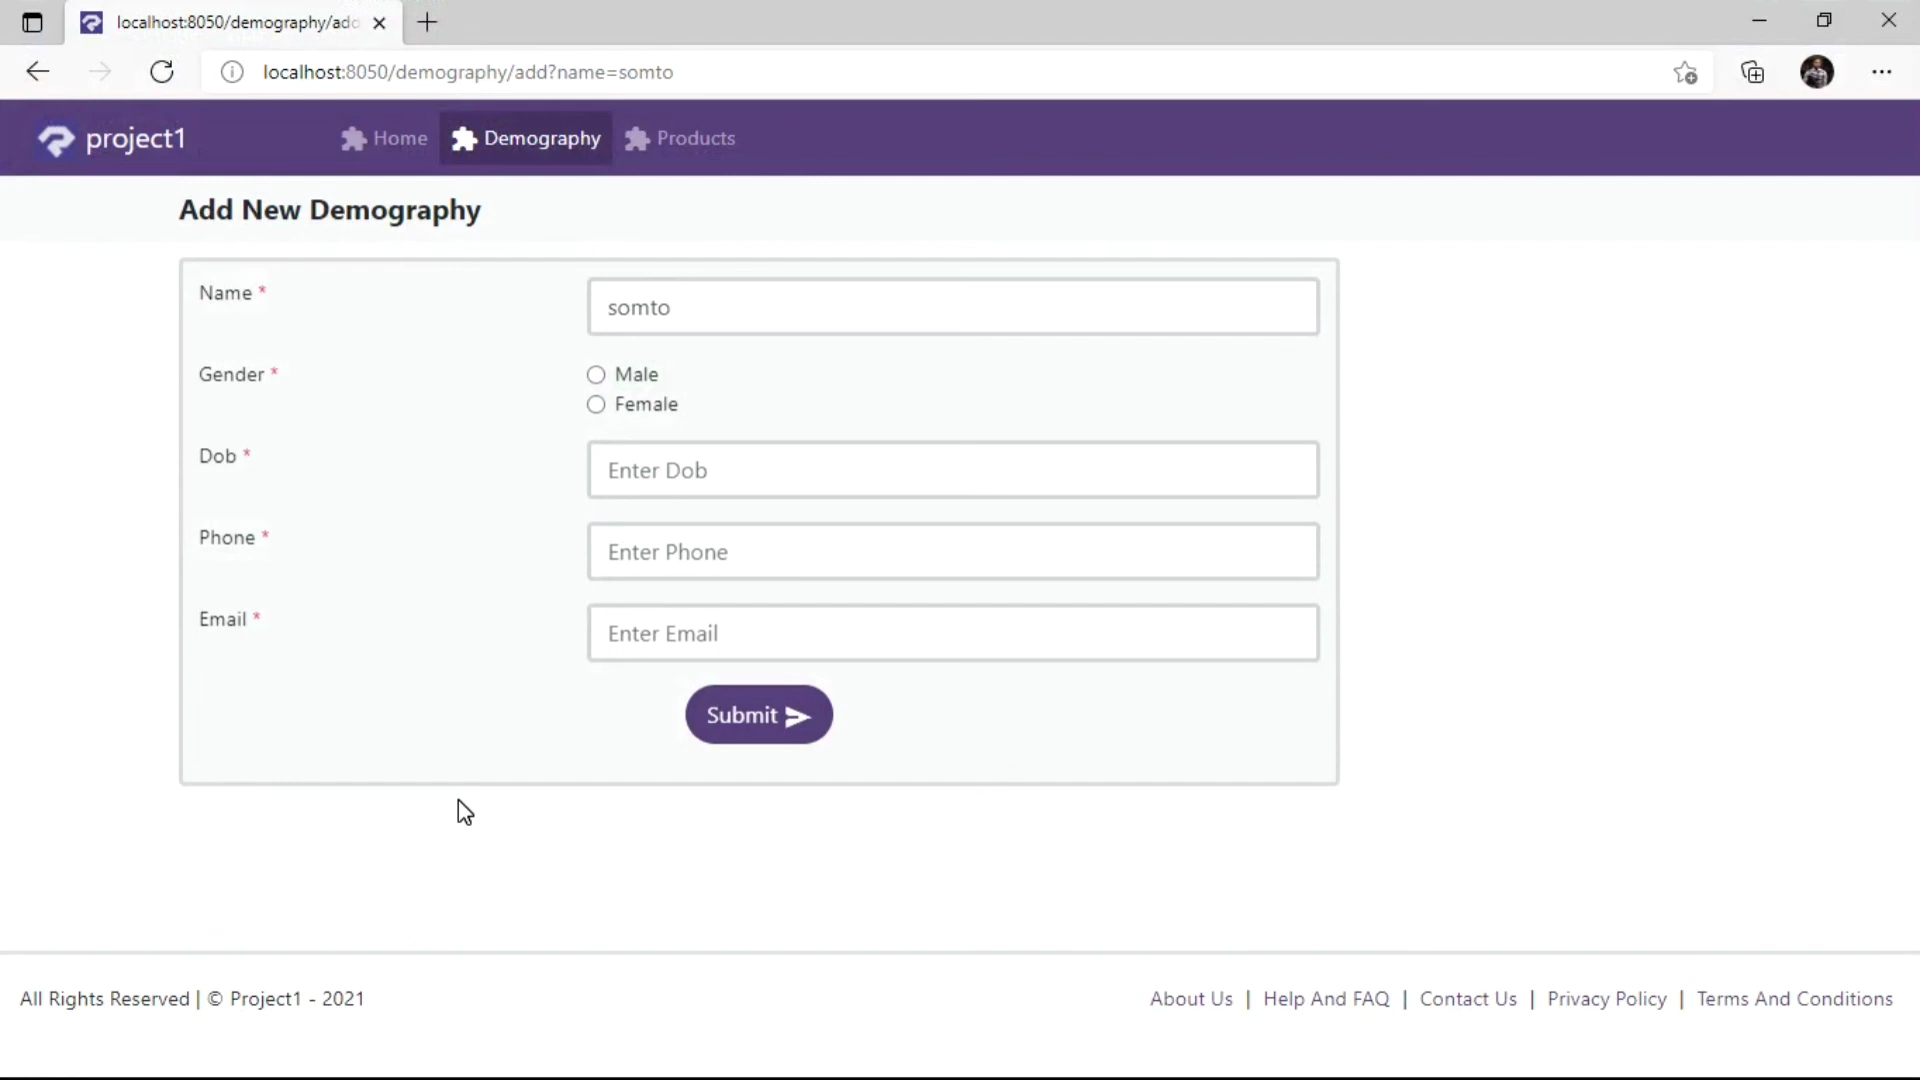 localhost:8050/demography/add
localhost:8050/demography/add?name=somto
project1
Home
Demography
Products
Add New Demography
Name *
somto
Gender *
Male
Female
Dob *
Enter Dob
Phone *
Enter Phone
Email *
Enter Email
Submit
All Rights Reserved | © Project1 - 2021
About Us | Help And FAQ | Contact Us | Privacy Policy | Terms And Conditions